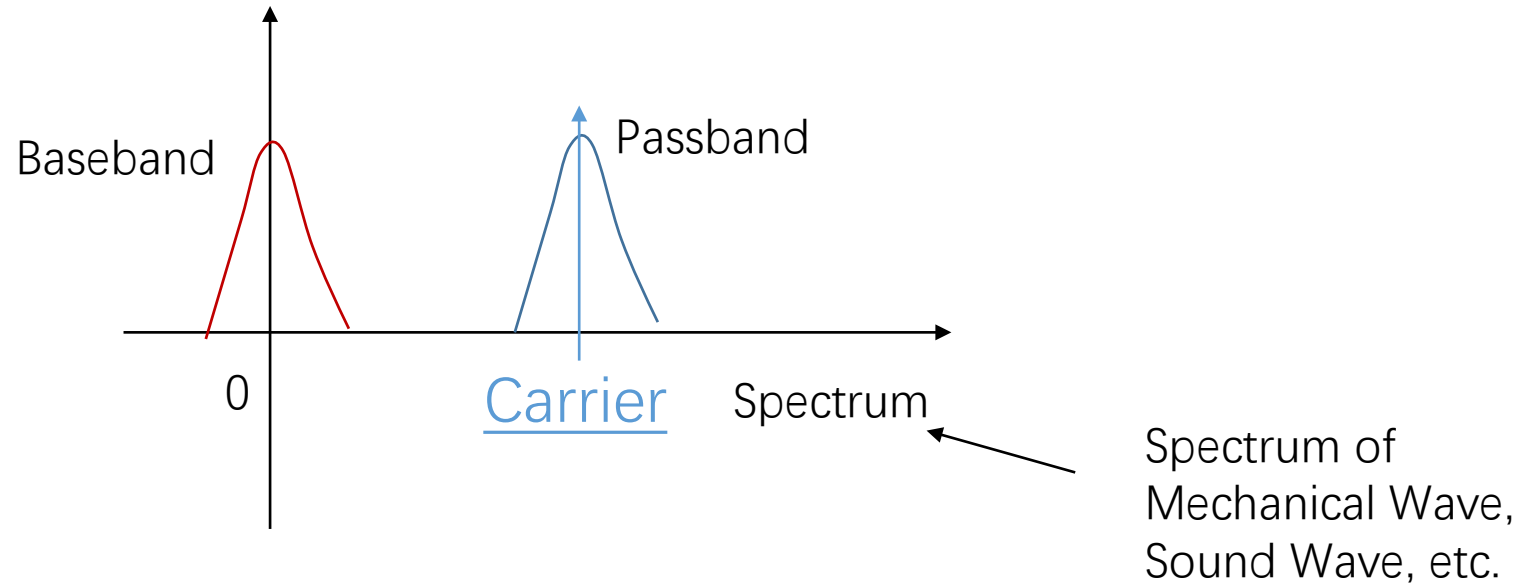 Baseband
Passband
0
Carrier
Spectrum
Spectrum of
Mechanical Wave,
Sound Wave, etc.